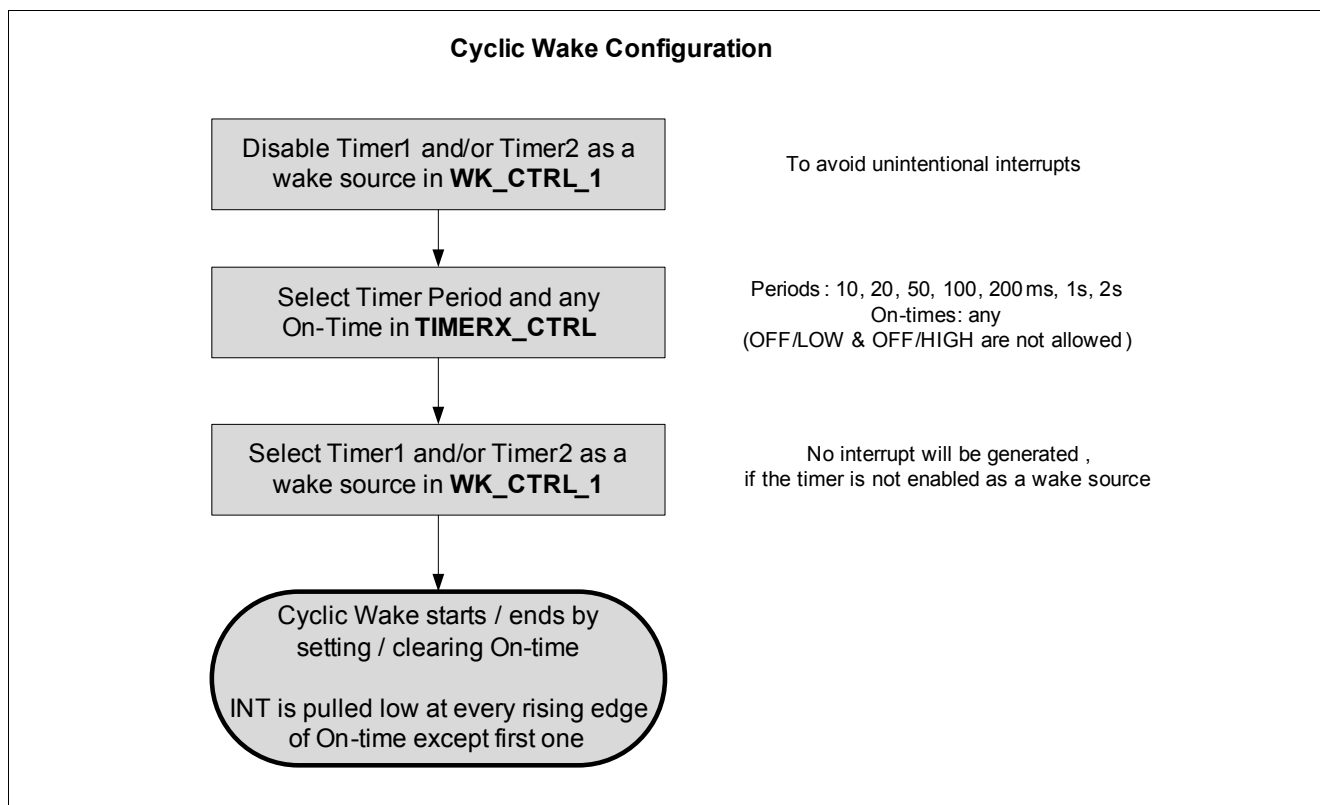 Cyclic Wake Configuration
Disable Timer1 and/or Timer2 as a
wake source in WK_CTRL_1
To avoid unintentional interrupts
Select Timer Period and any
On-Time in TIMERX_CTRL
Periods : 10, 20, 50, 100, 200ms, 1s, 2s
On-times: any
(OFF/LOW & OFF/HIGH are not allowed )
Select Timer1 and/or Timer2 as a
wake source in WK_CTRL_1
No interrupt will be generated ,
if the timer is not enabled as a wake source
Cyclic Wake starts / ends by
setting / clearing On-time
INT is pulled low at every rising edge
of On-time except first one